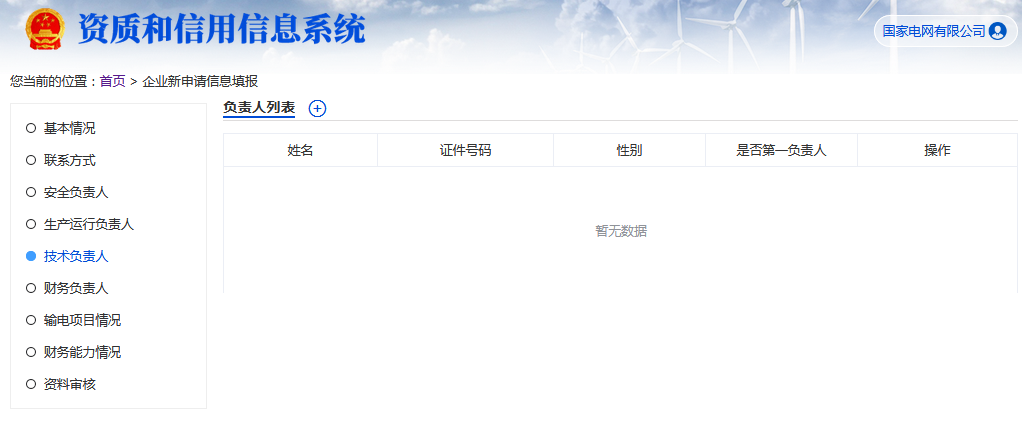 资质和信用信息系统
国家电网有限公司
您当前的位置：首页 > 企业新申请信息填报
基本情况
联系方式
安全负责人
生产运行负责人
技术负责人
财务负责人
输电项目情况
财务能力情况
资料审核
负责人列表
姓名 证件号码 性别 是否第一负责人 操作
暂无数据